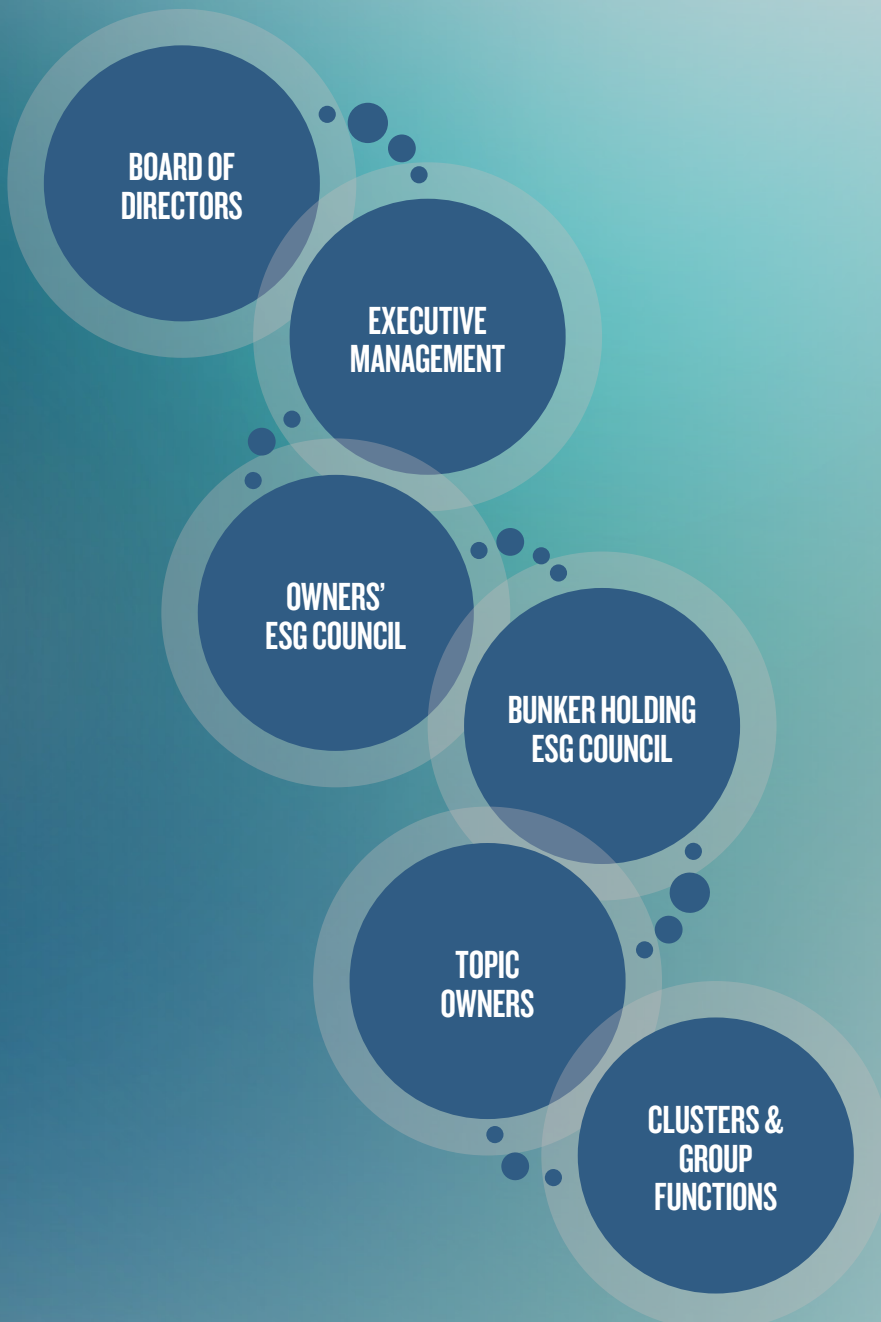 BOARD OF
DIRECTORS
EXECUTIVE
MANAGEMENT
OWNERS’
ESG COUNCIL
BUNKER HOLDING
ESG COUNCIL
TOPIC
OWNERS
CLUSTERS &
GROUP
FUNCTIONS